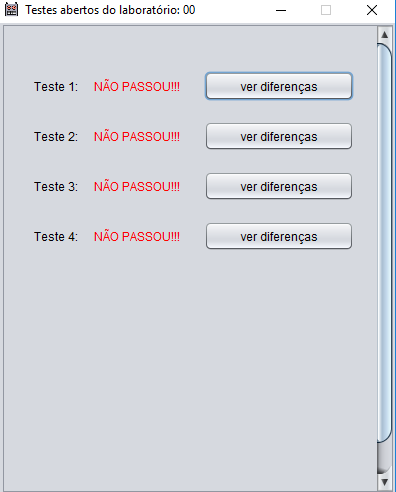 Testes abertos do laboratório: 00
Teste 1: NÃO PASSOU!!! ver diferenças
Teste 2: NÃO PASSOU!!! ver diferenças
Teste 3: NÃO PASSOU!!! ver diferenças
Teste 4: NÃO PASSOU!!! ver diferenças